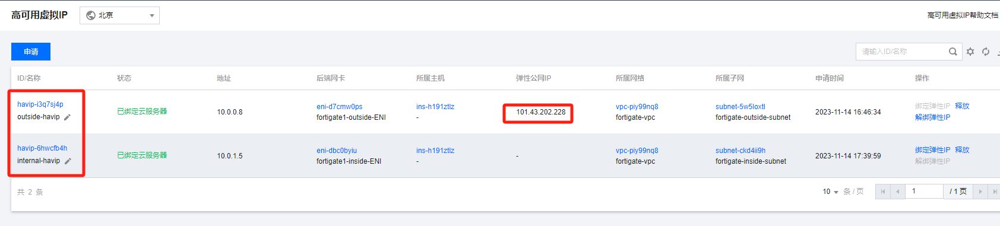 高可用虚拟IP
北京
高可用虚拟IP帮助文档
申请
请输入ID/名称
ID/名称 状态 地址 后端网卡 所属主机 弹性公网IP 所属网络 所属子网 申请时间 操作
havip-i3q7sj4p
outside-havip
已绑定云服务器
10.0.0.8
eni-d7cmw0ps
fortigate1-outside-ENI
ins-h191ztlz
-
101.43.202.228
vpc-piy99nq8
fortigate-vpc
subnet-5w5loxtl
fortigate-outside-subnet
2023-11-14 16:46:34
绑定弹性IP 释放
解绑弹性IP
havip-6hwcfb4h
internal-havip
已绑定云服务器
10.0.1.5
eni-dbc0byiu
fortigate1-inside-ENI
ins-h191ztlz
-
-
vpc-piy99nq8
fortigate-vpc
subnet-ckd4ii9h
fortigate-inside-subnet
2023-11-14 17:39:59
绑定弹性IP 释放
解绑弹性IP
共 2 条
10 条 / 页
1 / 1 页